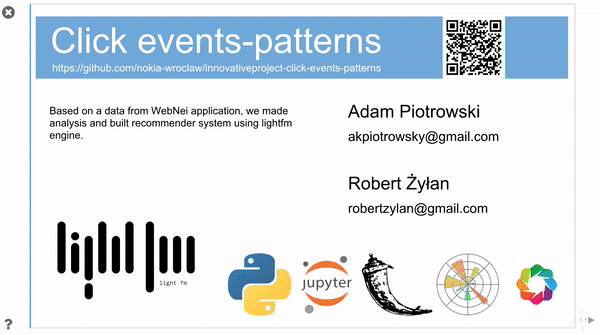 Click events-patterns
https://github.com/nokia-wroclaw/innovativeproject-click-events-patterns
Based on a data from WebNei application, we made
analysis and built recommender system using lightfm
engine.
Adam Piotrowski
akpiotrowsky@gmail.com
Robert Żyłan
robertzylan@gmail.com
light fm
jupyter
?